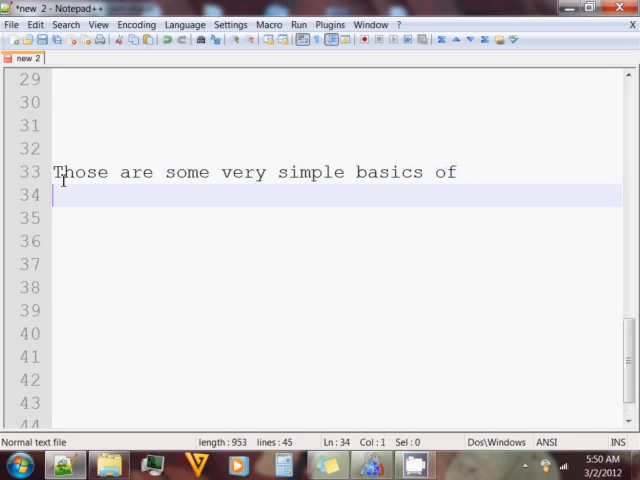 *new  2 - Notepad++
File Edit Search View Encoding Language Settings Macro Run Plugins Window ? X
new 2
29
30
31
32
33 Those are some very simple basics of
34
35
36
37
38
39
40
41
42
43
44
Normal text file length : 953 lines : 45 Ln : 34 Col : 1 Sel : 0 Dos\Windows ANSI INS
5:50 AM
3/2/2012